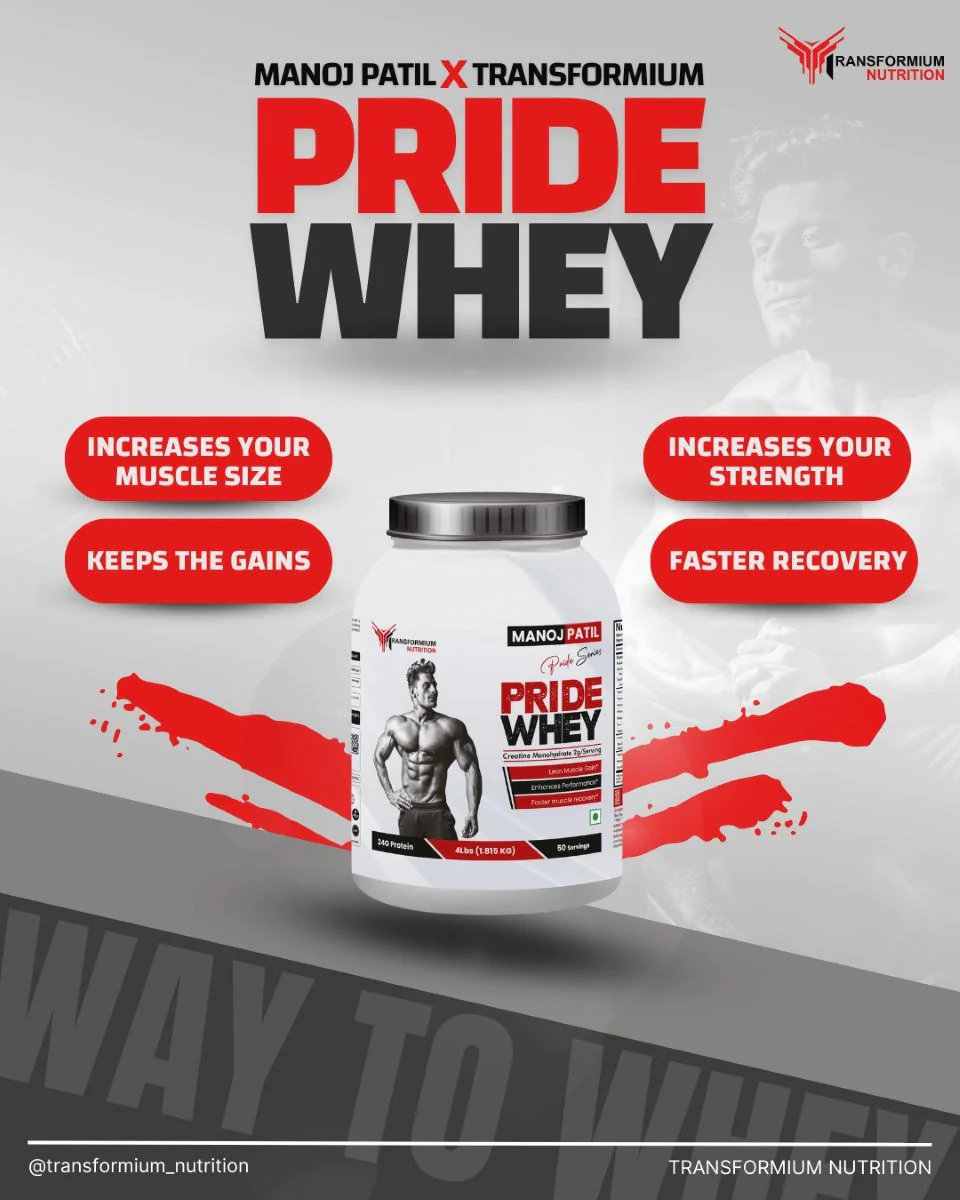 MANOJ PATIL X TRANSFORMIUM
PRIDE
WHEY
TRANSFORMIUM
NUTRITION
INCREASES YOUR
MUSCLE SIZE
KEEPS THE GAINS
INCREASES YOUR
STRENGTH
FASTER RECOVERY
TRANSFORMIUM
NUTRITION
MANOJ PATIL
Pride Series
PRIDE
WHEY
Creatine Monohydrate 2g/Serving
Lean Muscle Gain*
Enhances Performance*
Faster muscle recovery*
24G Protein
4Lbs (1.815 KG)
50 Servings
WAY TO WHEY
@transformium_nutrition
TRANSFORMIUM NUTRITION